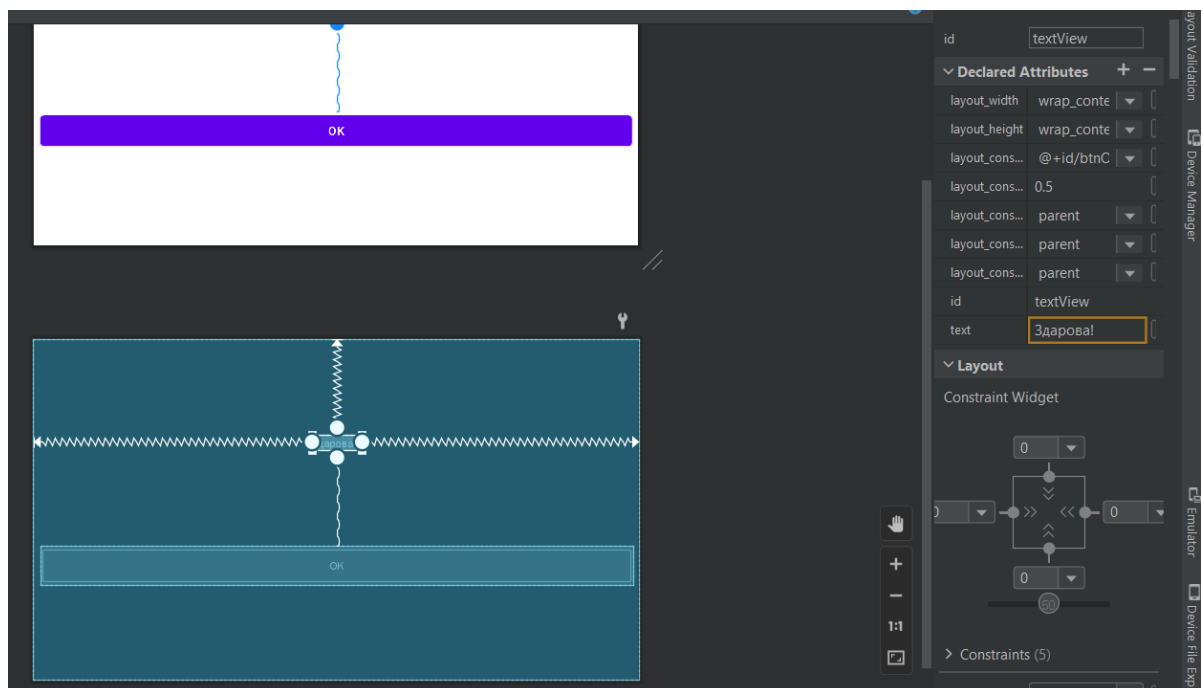 id textView
Declared Attributes
layout_width wrap_conte
layout_height wrap_conte
layout_cons... @+id/btnO
layout_cons... 0.5
layout_cons... parent
layout_cons... parent
layout_cons... parent
id textView
text Здарова!
Layout
Constraint Widget
0
0 0
0
50
Constraints (5)
OK
дарова
OK
1:1
ayout Validation
Device Manager
Emulator
Device File Exp